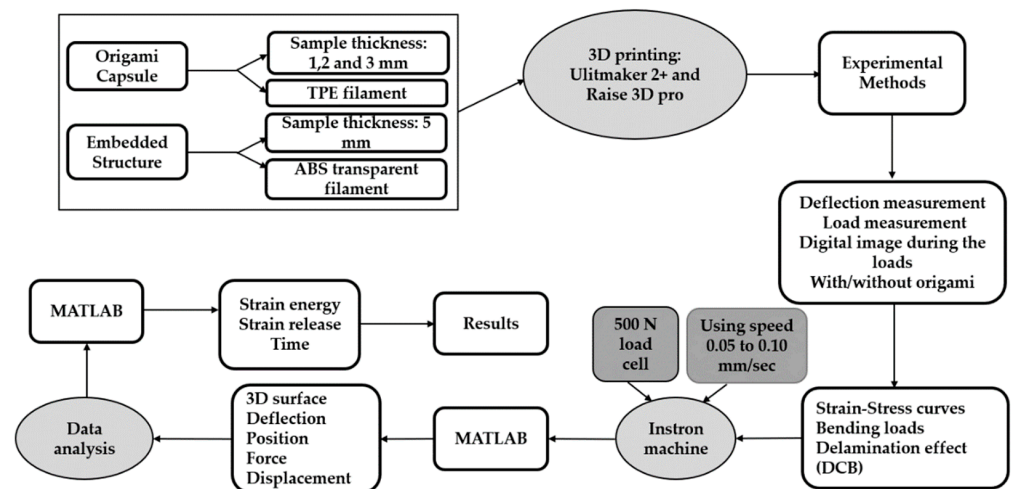 Origami
Capsule
Sample thickness:
1,2 and 3 mm
TPE filament
Embedded
Structure
Sample thickness: 5
mm
ABS transparent
filament
3D printing:
Ulitmaker 2+ and
Raise 3D pro
Experimental
Methods
Deflection measurement
Load measurement
Digital image during the
loads
With/without origami
Strain-Stress curves
Bending loads
Delamination effect
(DCB)
500 N
load
cell
Using speed
0.05 to 0.10
mm/sec
Instron
machine
MATLAB
3D surface
Deflection
Position
Force
Displacement
Data
analysis
MATLAB
Strain energy
Strain release
Time
Results